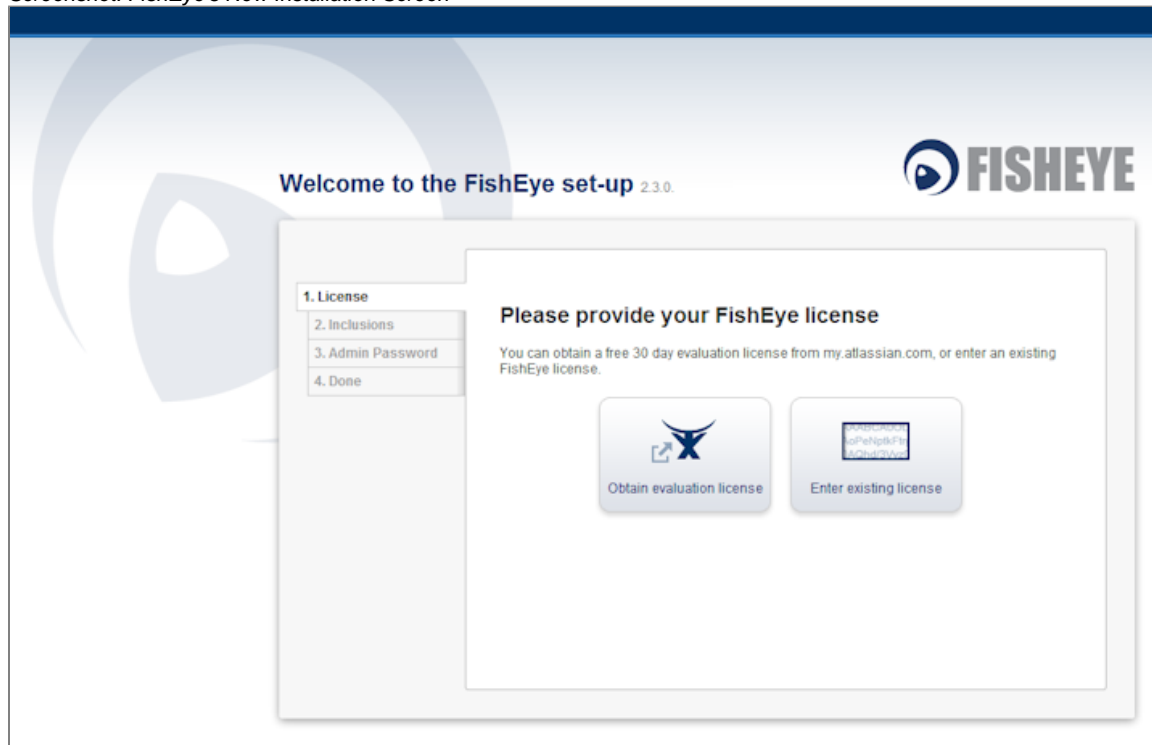 Welcome to the FishEye set-up 2.3.0.
FISHEYE
1. License
2. Inclusions
3. Admin Password
4. Done
Please provide your FishEye license
You can obtain a free 30 day evaluation license from my.atlassian.com, or enter an existing
FishEye license.
Obtain evaluation license
Enter existing license